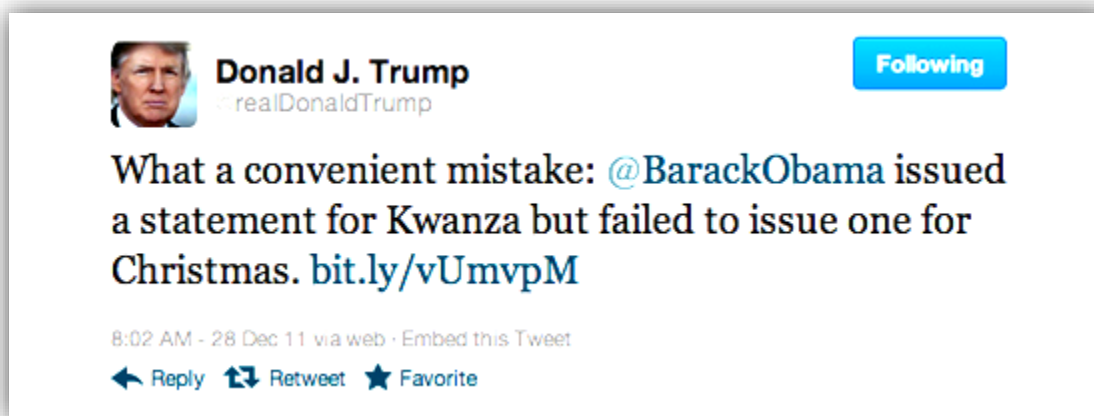 Donald J. Trump
Following
@realDonaldTrump
What a convenient mistake: @BarackObama issued
a statement for Kwanza but failed to issue one for
Christmas. bit.ly/vUmvpM
8:02 AM - 28 Dec 11 via web · Embed this Tweet
Reply Retweet Favorite